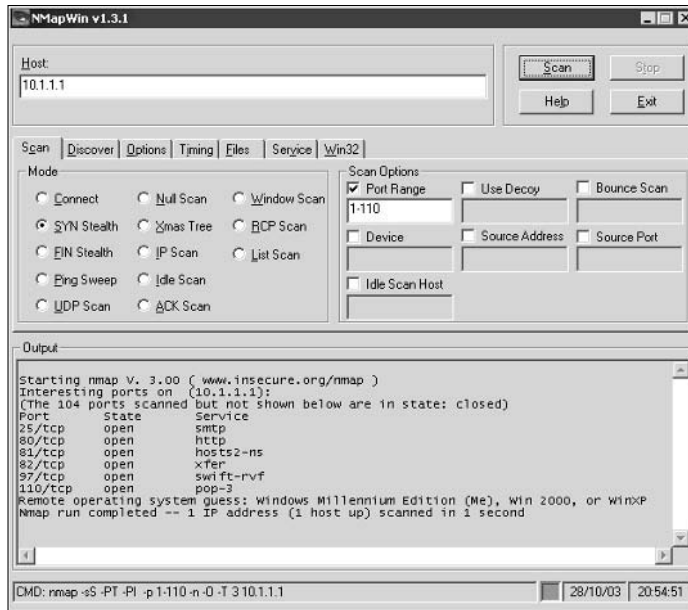 NMapWin v1.3.1
Host:
10.1.1.1
Scan
Stop
Help
Exit
Scan Discover Options Timing Files Service Win32
Mode
Connect Null Scan Window Scan
SYN Stealth Xmas Tree RCP Scan
FIN Stealth IP Scan List Scan
Ping Sweep Idle Scan
UDP Scan ACK Scan
Scan Options
Port Range Use Decoy Bounce Scan
1-110
Device Source Address Source Port
Idle Scan Host
Output
Starting nmap V. 3.00 ( www.insecure.org/nmap )
Interesting ports on (10.1.1.1):
(The 104 ports scanned but not shown below are in state: closed)
Port State Service
25/tcp open smtp
80/tcp open http
81/tcp open hosts2-ns
82/tcp open xfer
97/tcp open swift-rvf
110/tcp open pop-3
Remote operating system guess: Windows Millennium Edition (Me), Win 2000, or WinXP
Nmap run completed -- 1 IP address (1 host up) scanned in 1 second
CMD: nmap -sS -PT -PI -p 1-110 -n -O -T 3 10.1.1.1
28/10/03 20:54:51